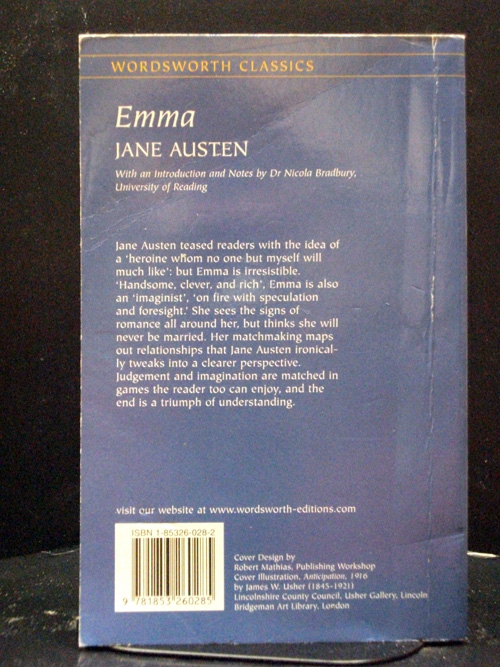 WORDSWORTH CLASSICS
Emma
JANE AUSTEN
With an Introduction and Notes by Dr Nicola Bradbury,
University of Reading
Jane Austen teased readers with the idea of
a ‘heroine whom no one but myself will
much like’: but Emma is irresistible.
‘Handsome, clever, and rich’, Emma is also
an ‘imaginist’, ‘on fire with speculation
and foresight.’ She sees the signs of
romance all around her, but thinks she will
never be married. Her matchmaking maps
out relationships that Jane Austen ironical-
ly tweaks into a clearer perspective.
Judgement and imagination are matched in
games the reader too can enjoy, and the
end is a triumph of understanding.
visit our website at www.wordsworth-editions.com
ISBN 1-85326-028-2
9 781853 260285
Cover Design by
Robert Mathias, Publishing Workshop
Cover Illustration, Anticipation, 1916
by James W. Usher (1845-1921)
Lincolnshire County Council, Usher Gallery, Lincoln
Bridgeman Art Library, London